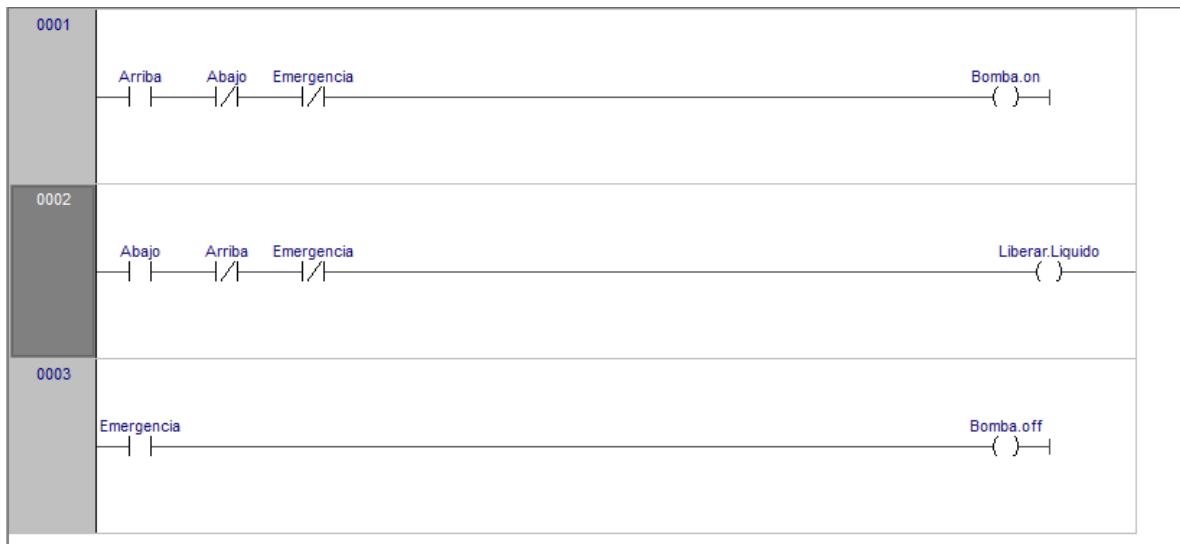 0001
Arriba Abajo Emergencia Bomba.on
0002
Abajo Arriba Emergencia Liberar.Liquido
0003
Emergencia Bomba.off